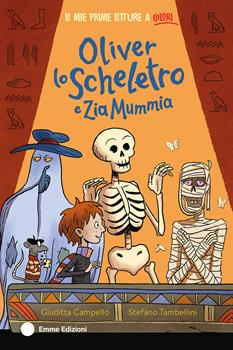 Le mie prime letture a colori
Oliver
lo Scheletro
e Zia Mummia
Giuditta Campello
Stefano Tambellini
Emme Edizioni